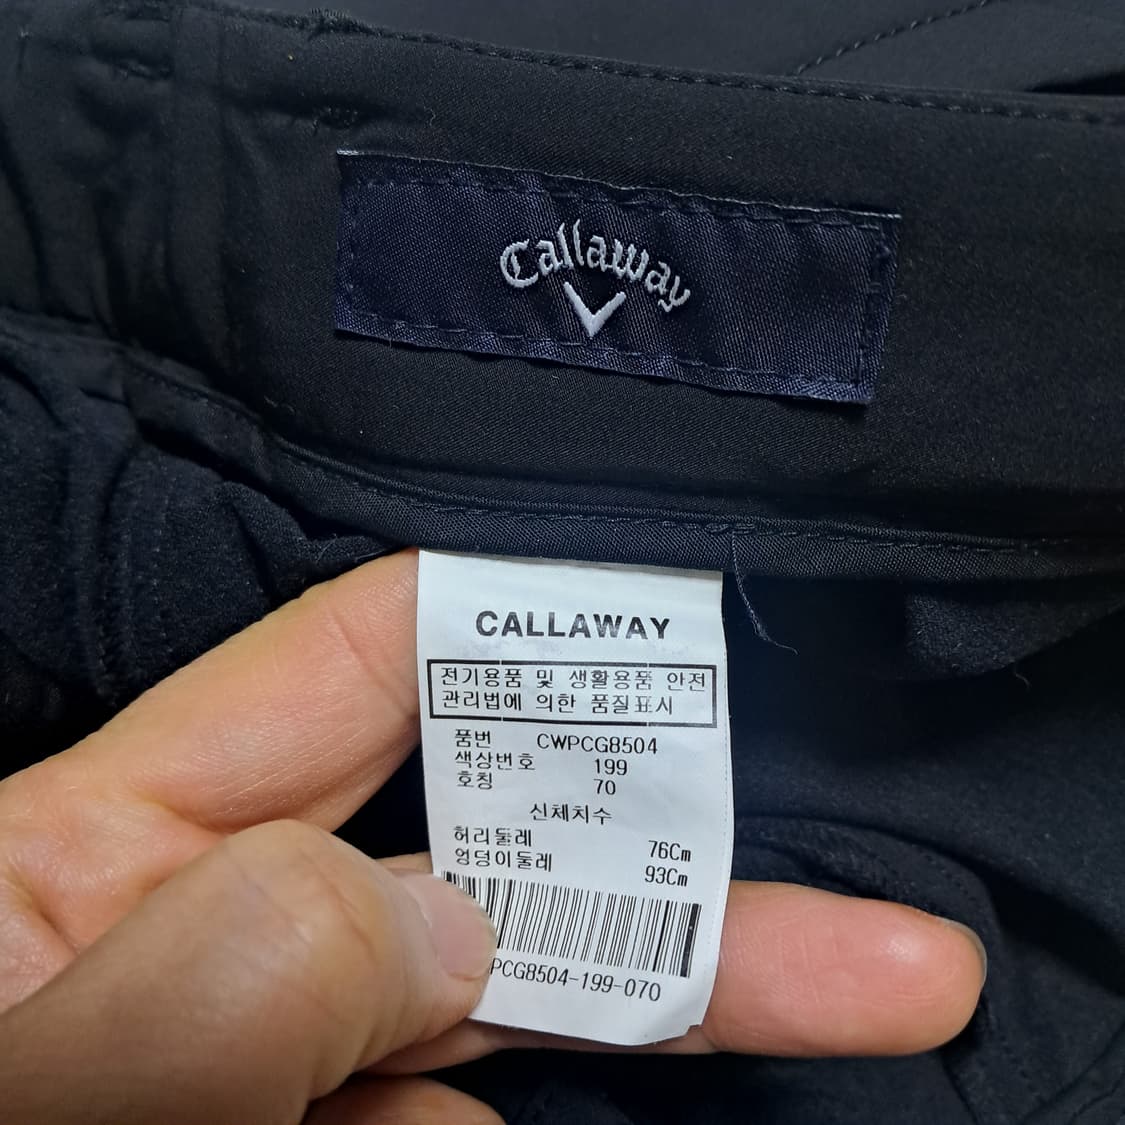 Callaway
CALLAWAY
전기용품 및 생활용품 안전
관리법에 의한 품질표시
품번 CWPCG8504
색상번호 199
호칭 70
신체치수
허리둘레 76Cm
엉덩이둘레 93Cm
PCG8504-199-070